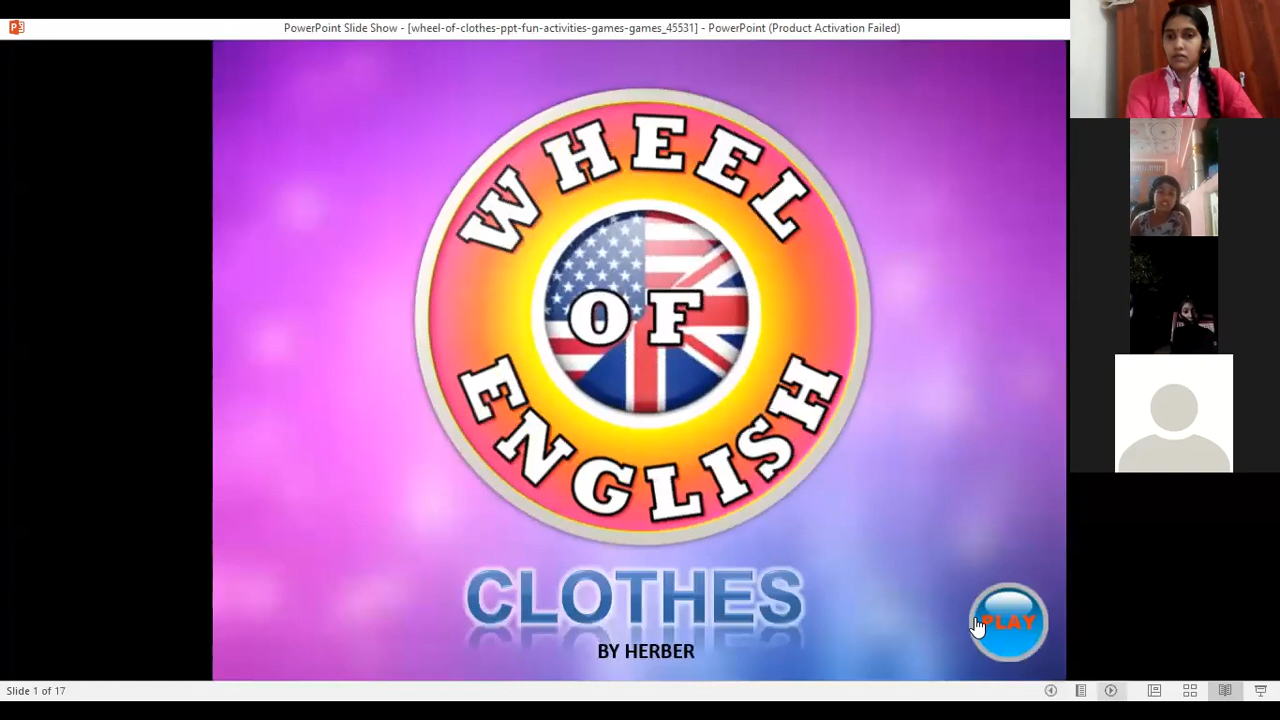 PowerPoint Slide Show - [wheel-of-clothes-ppt-fun-activities-games-games_45531] - PowerPoint (Product Activation Failed)
WHEEL
OF
ENGLISH
CLOTHES
BY HERBER
PLAY
Slide 1 of 17